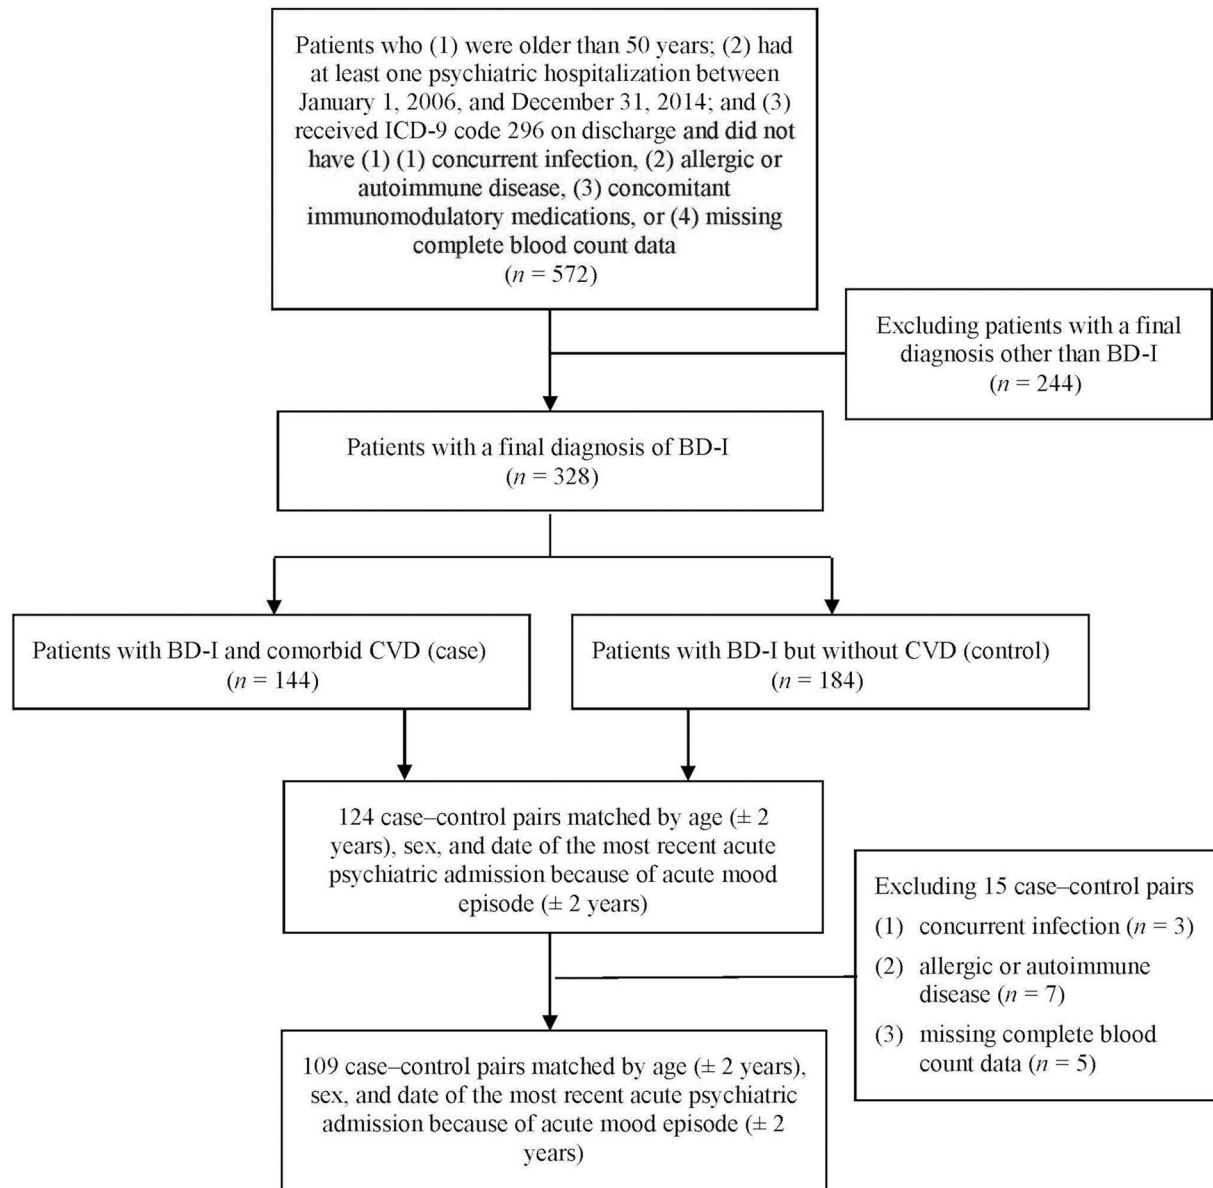 Patients who (1) were older than 50 years; (2) had
at least one psychiatric hospitalization between
January 1, 2006, and December 31, 2014; and (3)
received ICD-9 code 296 on discharge and did not
have (1) (1) concurrent infection, (2) allergic or
autoimmune disease, (3) concomitant
immunomodulatory medications, or (4) missing
complete blood count data
(n = 572)
Excluding patients with a final
diagnosis other than BD-I
(n = 244)
Patients with a final diagnosis of BD-I
(n = 328)
Patients with BD-I and comorbid CVD (case)
(n = 144)
Patients with BD-I but without CVD (control)
(n = 184)
124 case–control pairs matched by age (± 2
years), sex, and date of the most recent acute
psychiatric admission because of acute mood
episode (± 2 years)
Excluding 15 case–control pairs
(1) concurrent infection (n = 3)
(2) allergic or autoimmune
disease (n = 7)
(3) missing complete blood
count data (n = 5)
109 case–control pairs matched by age (± 2 years),
sex, and date of the most recent acute psychiatric
admission because of acute mood episode (± 2
years)